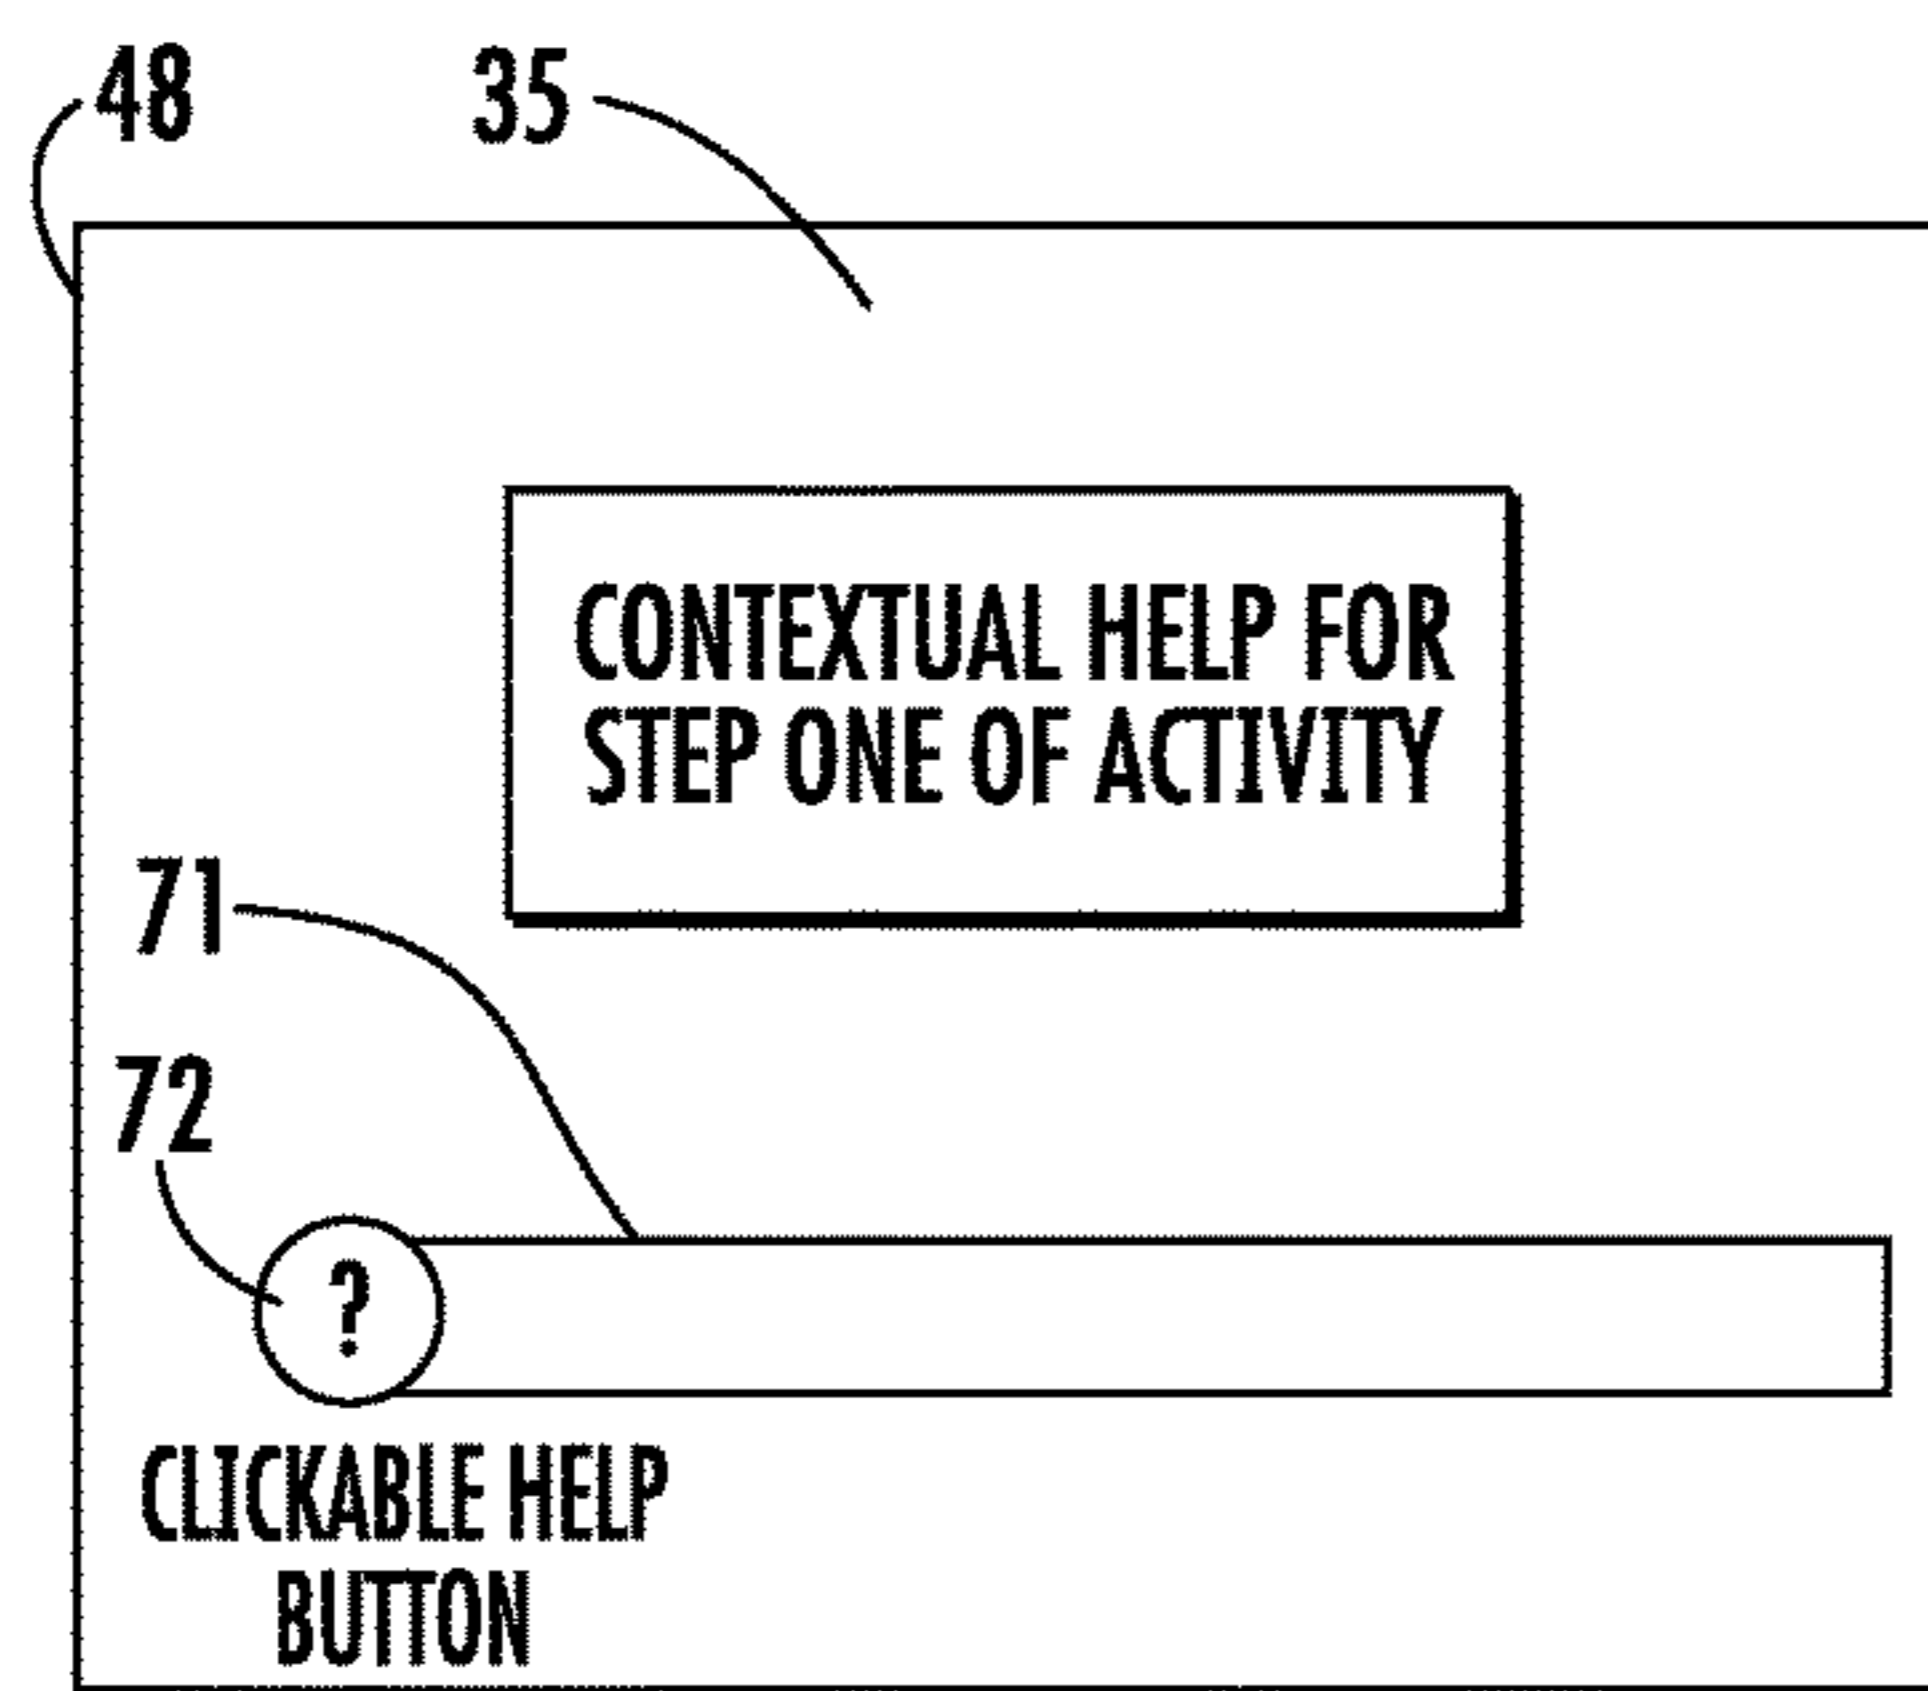 48 35
CONTEXTUAL HELP FOR
STEP ONE OF ACTIVITY
71
72
?
CLICKABLE HELP
BUTTON